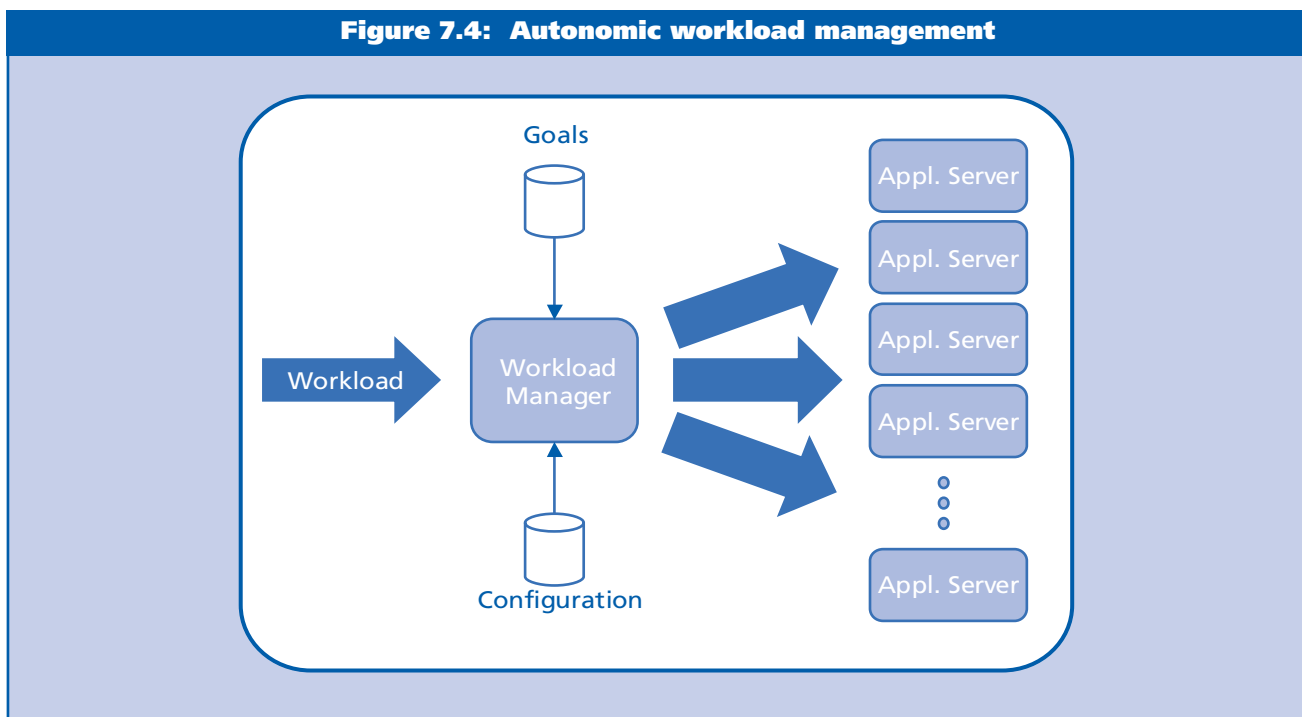 Figure 7.4: Autonomic workload management
Goals
Workload
Workload
Manager
Configuration
Appl. Server
Appl. Server
Appl. Server
Appl. Server
Appl. Server